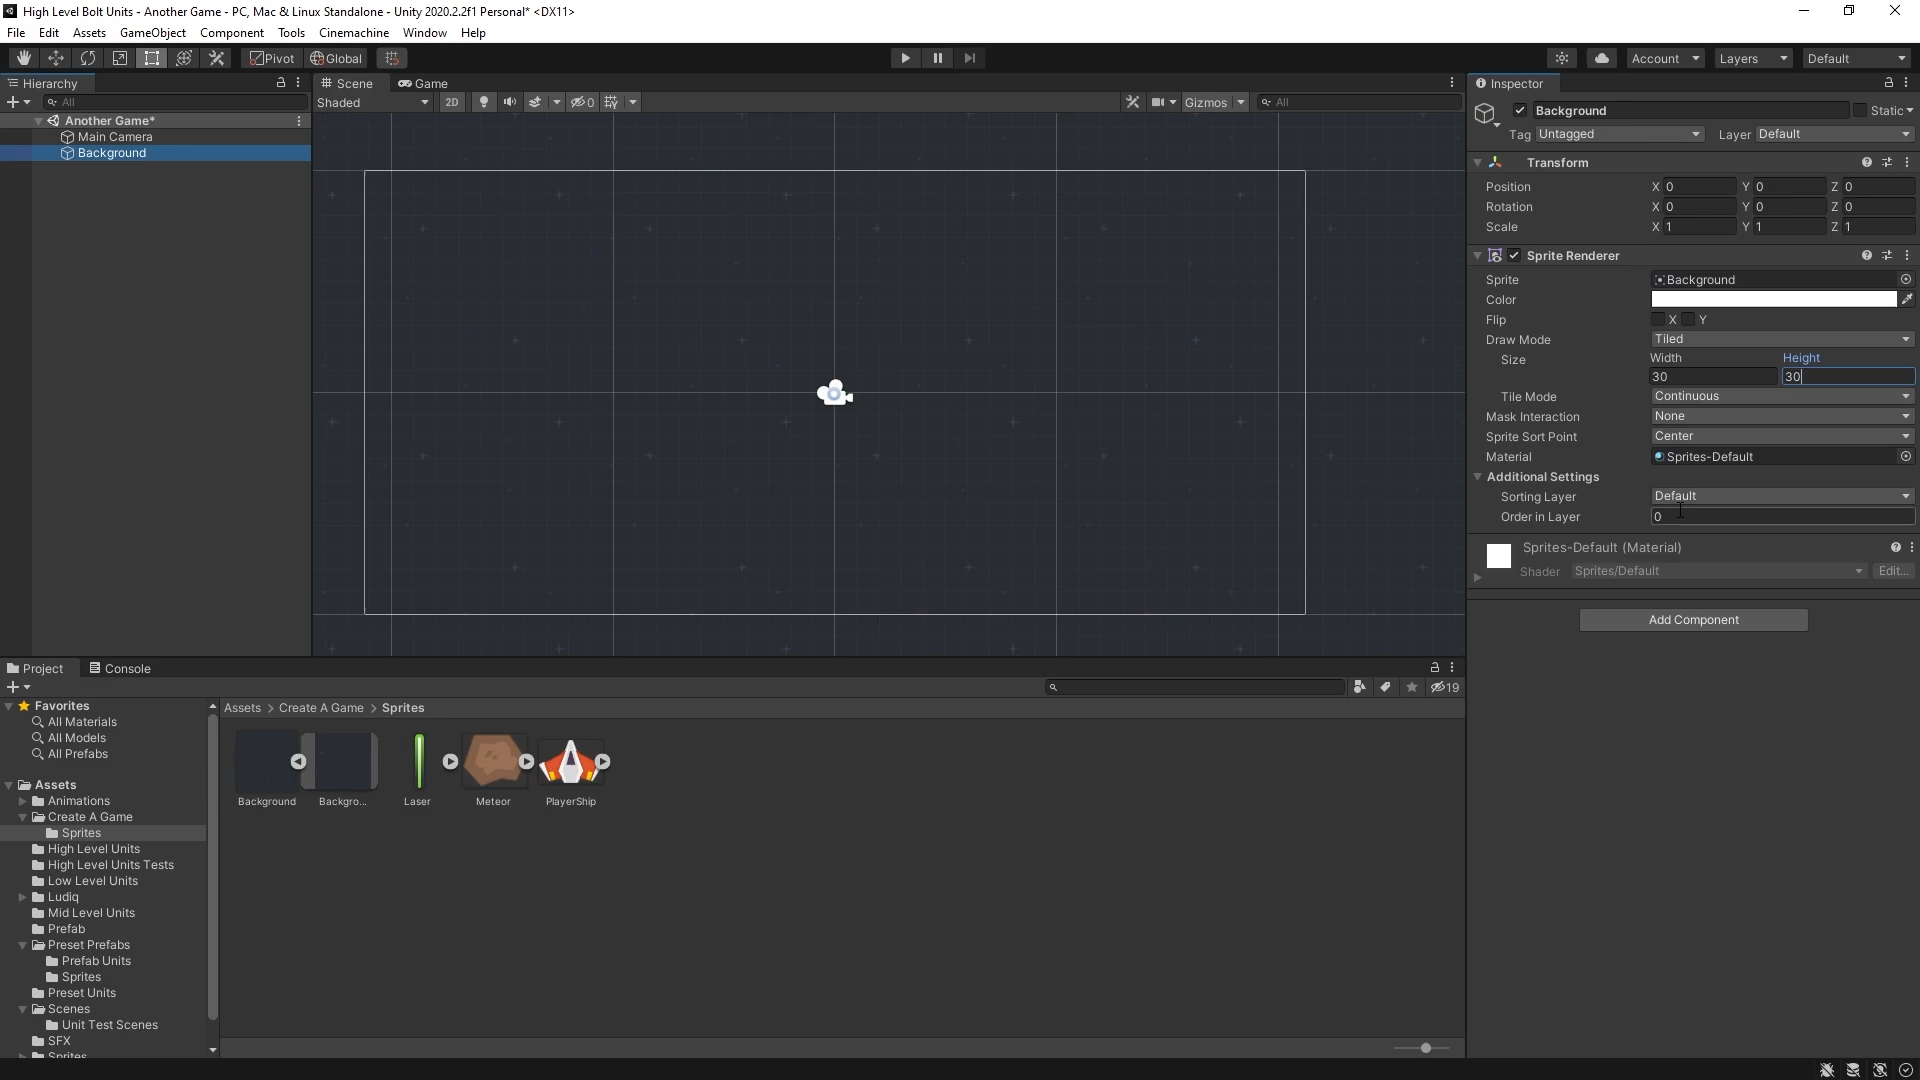 High Level Bolt Units - Another Game - PC, Mac & Linux Standalone - Unity 2020.2.2f1 Personal* <DX11>
File Edit Assets GameObject Component Tools Cinemachine Window Help
Pivot Global Account Layers Default
Hierarchy
All
Another Game*
Main Camera
Background
Scene Game
Shaded 2D 0 Gizmos All
Inspector
Background Static
Tag Untagged Layer Default
Transform
Position X 0 Y 0 Z 0
Rotation X 0 Y 0 Z 0
Scale X 1 Y 1 Z 1
Sprite Renderer
Sprite Background
Color
Flip X Y
Draw Mode Tiled
Size Width Height
30 30
Tile Mode Continuous
Mask Interaction None
Sprite Sort Point Center
Material Sprites-Default
Additional Settings
Sorting Layer Default
Order in Layer 0
Sprites-Default (Material)
Shader Sprites/Default Edit...
Add Component
Project Console
19
Favorites
All Materials
All Models
All Prefabs
Assets
Animations
Create A Game
Sprites
High Level Units
High Level Units Tests
Low Level Units
Ludiq
Mid Level Units
Prefab
Preset Prefabs
Prefab Units
Sprites
Preset Units
Scenes
Unit Test Scenes
SFX
Sprites
Assets > Create A Game > Sprites
Background Backgro... Laser Meteor PlayerShip